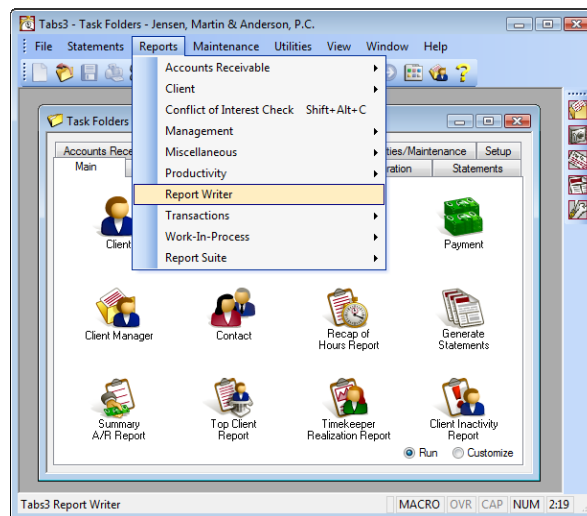 Tabs3 - Task Folders - Jensen, Martin & Anderson, P.C.
File Statements Reports Maintenance Utilities View Window Help
Accounts Receivable
Client
Conflict of Interest Check Shift+Alt+C
Management
Miscellaneous
Productivity
Report Writer
Transactions
Work-In-Process
Report Suite
Task Folders
Accounts Rece ties/Maintenance Setup
Main ration Statements
Client Payment
Client Manager Contact Recap of Hours Report Generate Statements
Summary A/R Report Top Client Report Timekeeper Realization Report Client Inactivity Report
Run Customize
Tabs3 Report Writer MACRO OVR CAP NUM 2:19